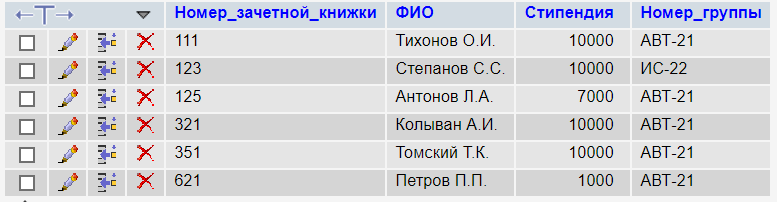 Номер_зачетной_книжки ФИО Стипендия Номер_группы
111 Тихонов О.И. 10000 АВТ-21
123 Степанов С.С. 10000 ИС-22
125 Антонов Л.А. 7000 АВТ-21
321 Колыван А.И. 10000 АВТ-21
351 Томский Т.К. 10000 АВТ-21
621 Петров П.П. 1000 АВТ-21